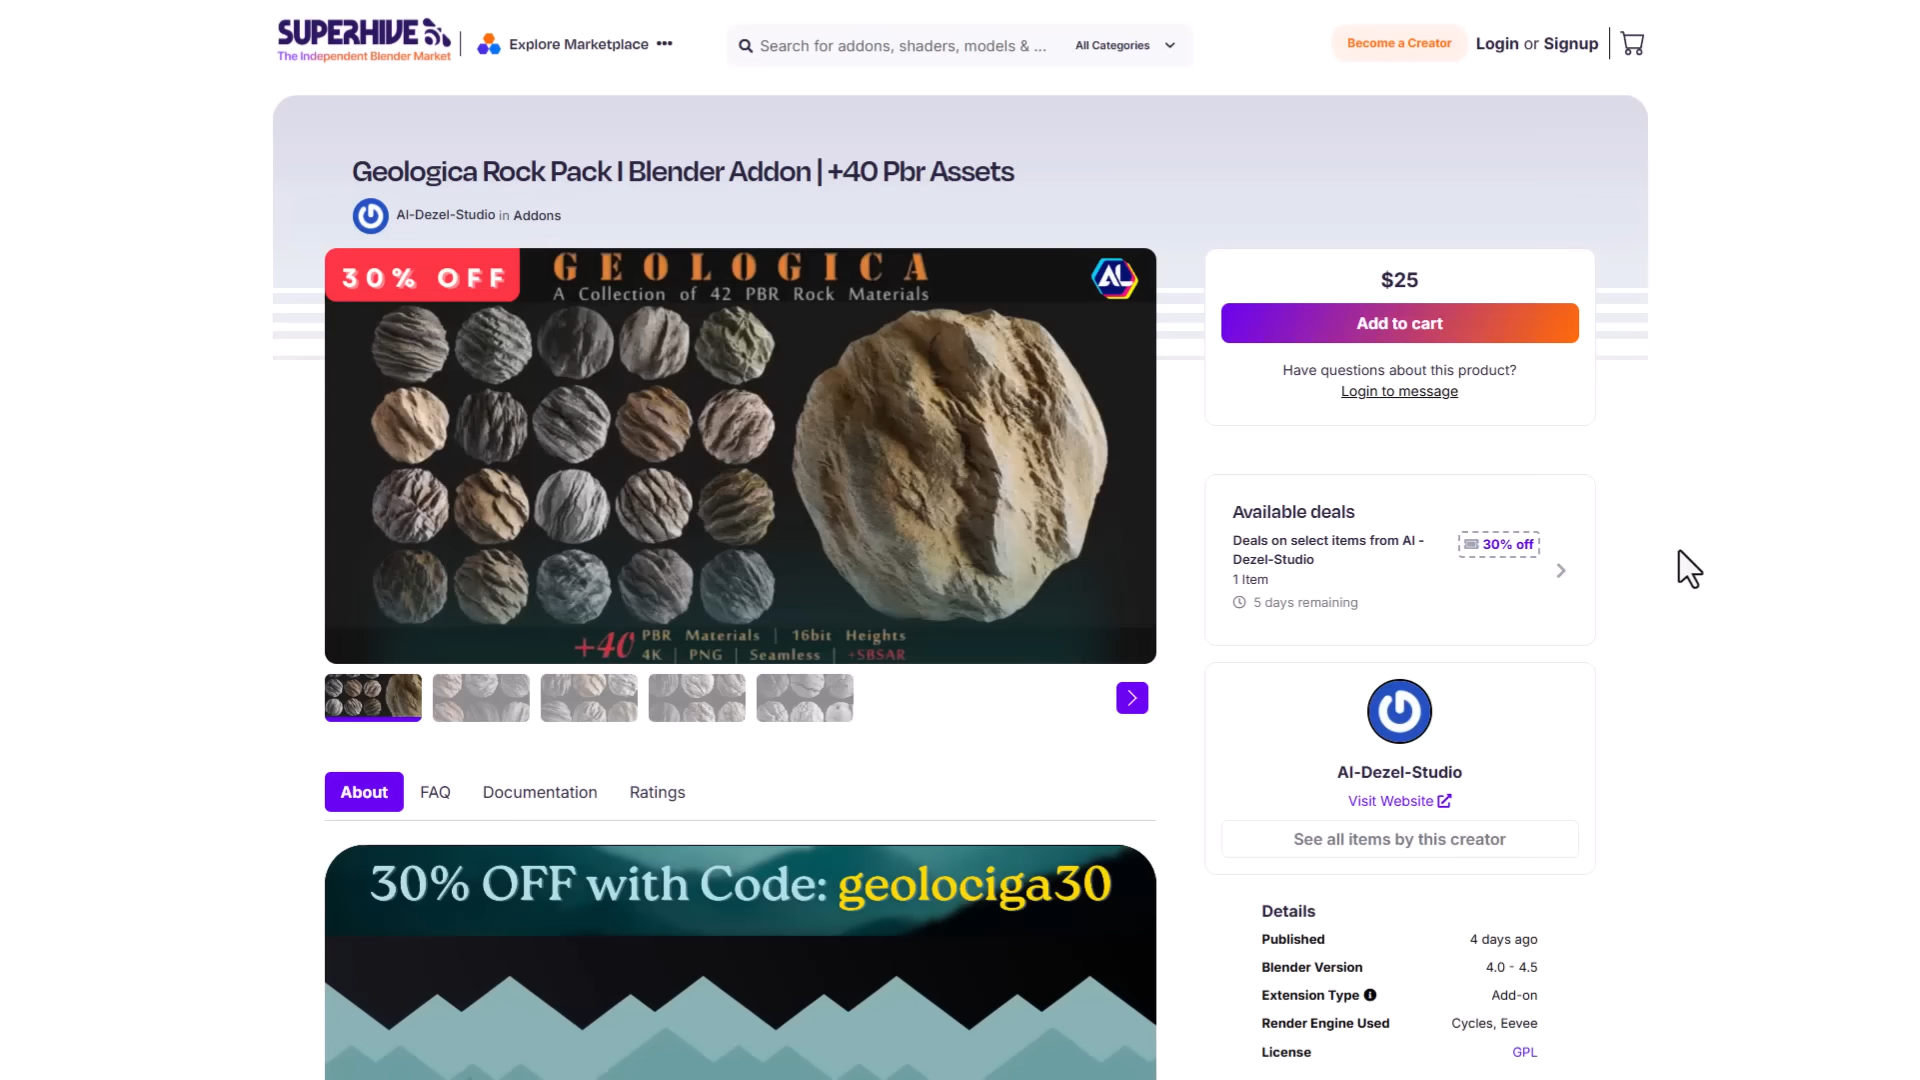 SUPERHIVE
The Independent Blender Market
Explore Marketplace •••
Search for addons, shaders, models & ...
All Categories
Become a Creator
Login or Signup
Geologica Rock Pack I Blender Addon | +40 Pbr Assets
Al-Dezel-Studio in Addons
30% OFF
GEOLOGICA
A Collection of 42 PBR Rock Materials
AL
+40 PBR Materials | 16bit Heights
4K | PNG | Seamless | +SBSAR
$25
Add to cart
Have questions about this product?
Login to message
Available deals
Deals on select items from Al -
Dezel-Studio
30% off
1 Item
5 days remaining
Al-Dezel-Studio
Visit Website
See all items by this creator
About
FAQ
Documentation
Ratings
30% OFF with Code: geolociga30
Details
Published 4 days ago
Blender Version 4.0 - 4.5
Extension Type Add-on
Render Engine Used Cycles, Eevee
License GPL